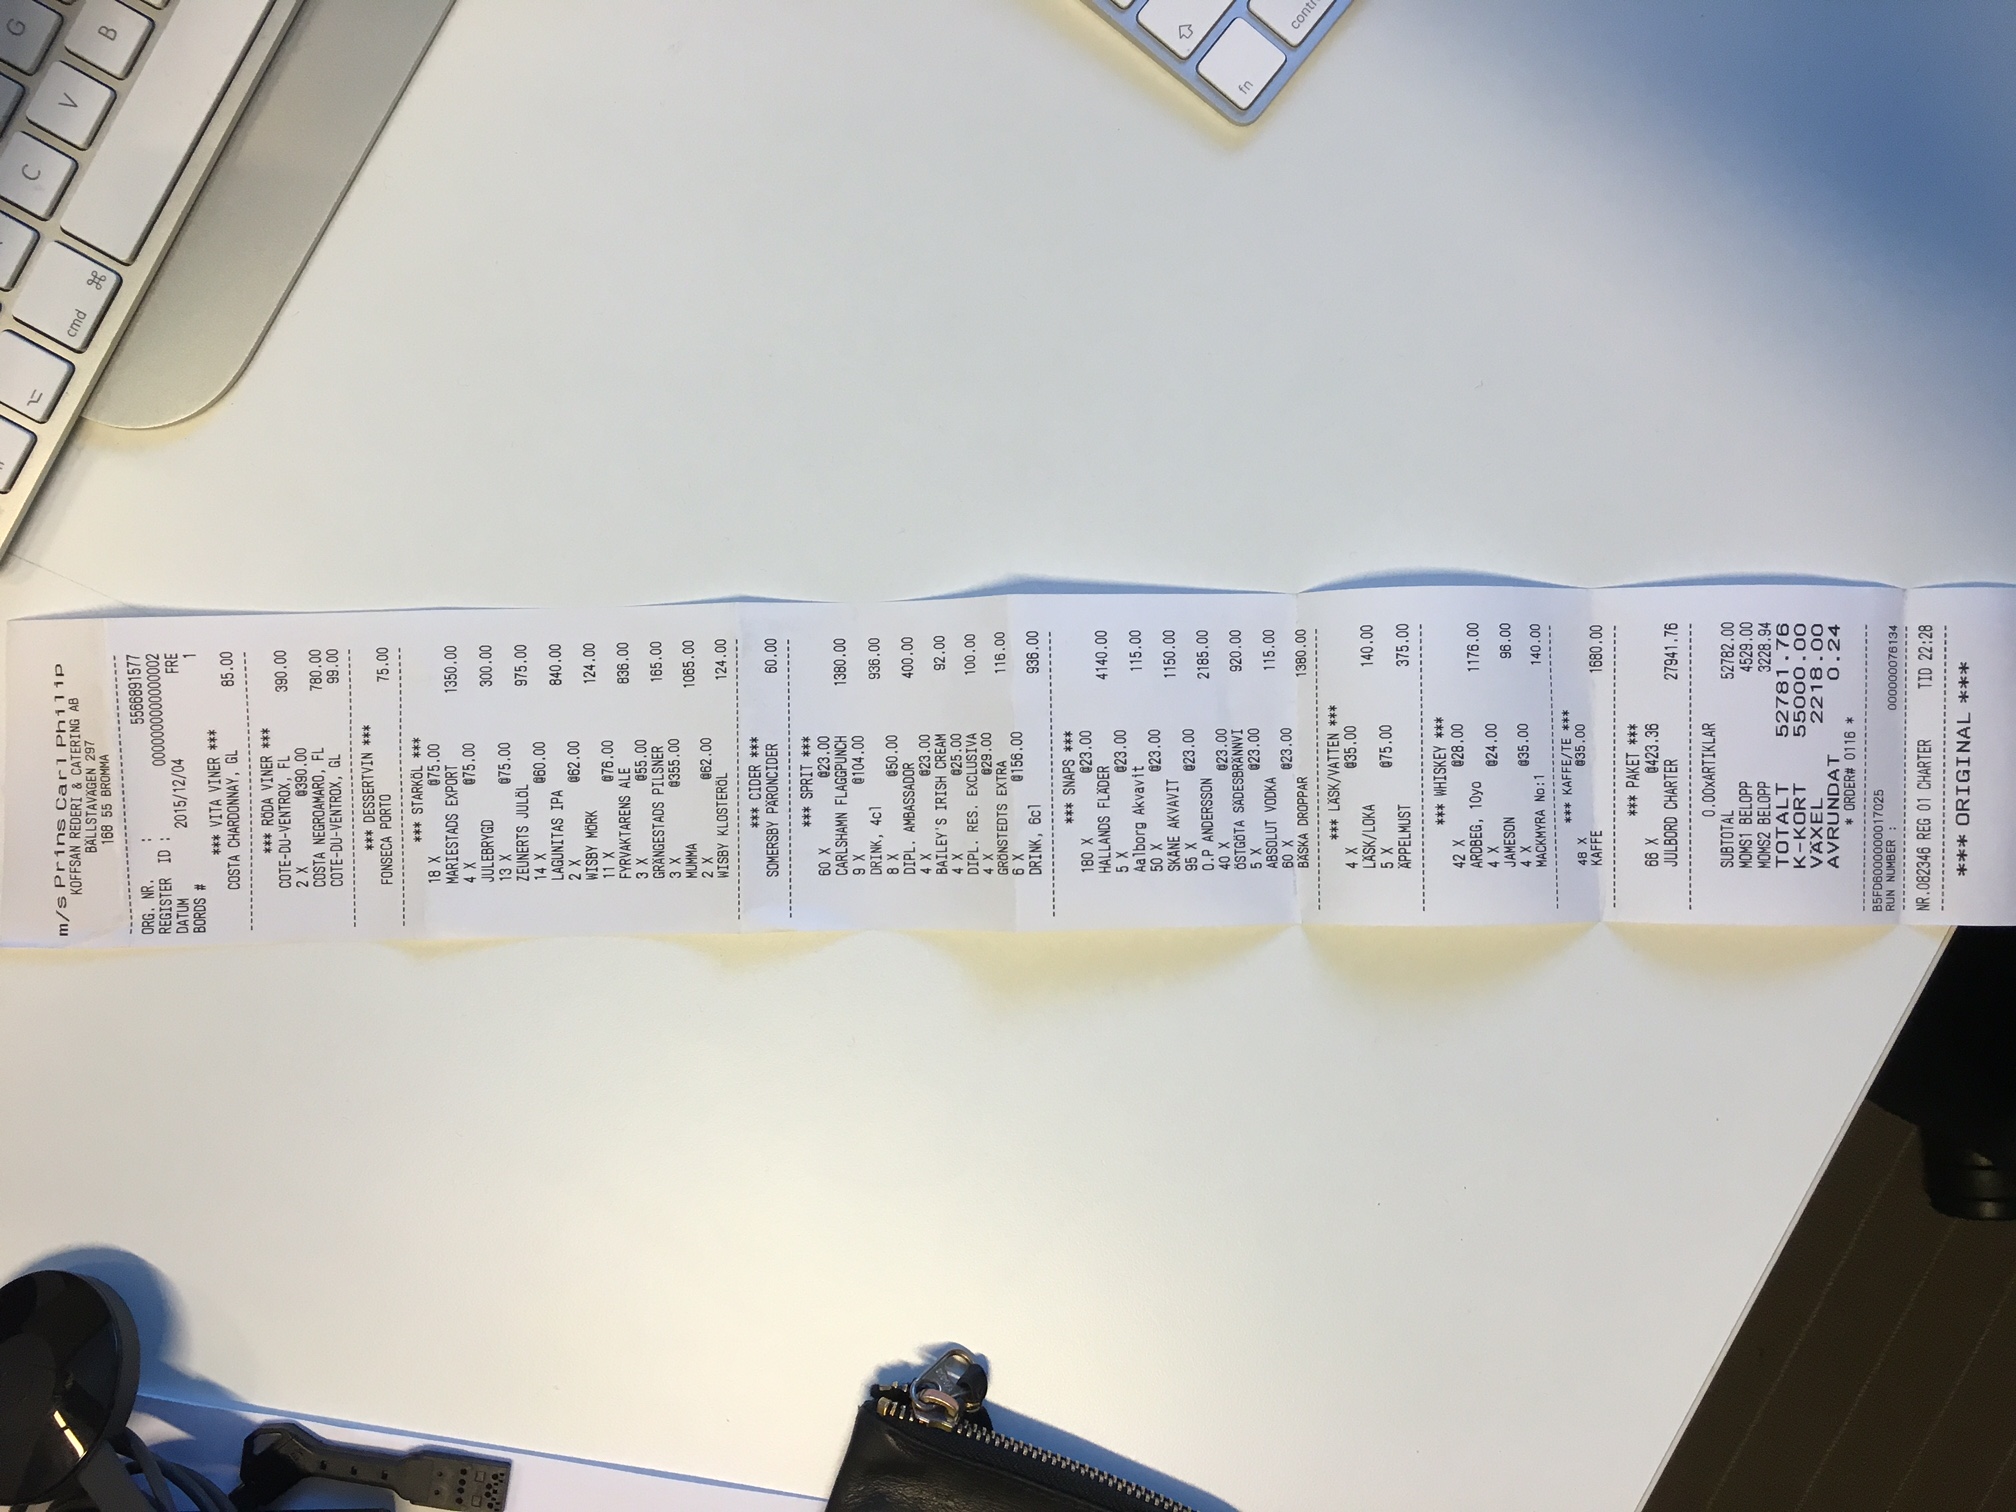 m/s Prins Carl Philip
KOFFSAN REDERI & CATERING AB
BÄLLSTAVÄGEN 297
168 55 BROMMA
ORG. NR. : 5566891577
REGISTER ID : 0000000000000002
DATUM 2015/12/04 FRE
BORDS # 1
*** VITA VINER ***
COSTA CHARDONNAY, GL 85.00
*** RÖDA VINER ***
COTE-DU-VENTROX, FL 390.00
2 X @390.00
COSTA NEGROAMARO, FL 780.00
COTE-DU-VENTROX, GL 99.00
*** DESSERTVIN ***
FONSECA PORTO 75.00
*** STARKÖL ***
18 X @75.00
MARIESTADS EXPORT 1350.00
4 X @75.00
JULEBRYGD 300.00
13 X @75.00
ZEUNERTS JULÖL 975.00
14 X @60.00
LAGUNITAS IPA 840.00
2 X @62.00
WISBY MÖRK 124.00
11 X @76.00
FYRVAKTARENS ALE 836.00
3 X @55.00
GRÄNGESTADS PILSNER 165.00
3 X @355.00
MUMMA 1065.00
2 X @62.00
WISBY KLOSTERÖL 124.00
*** CIDER ***
SOMERSBY PÄRONCIDER 60.00
*** SPRIT ***
60 X @23.00
CARLSHAMN FLAGGPUNCH 1380.00
9 X @104.00
DRINK, 4cl 936.00
8 X @50.00
DIPL. AMBASSADOR 400.00
4 X @23.00
BAILEY'S IRISH CREAM 92.00
4 X @25.00
DIPL. RES. EXCLUSIVA 100.00
4 X @29.00
GRÖNSTEDTS EXTRA 116.00
6 X @156.00
DRINK, 6cl 936.00
*** SNAPS ***
180 X @23.00
HALLANDS FLÄDER 4140.00
5 X @23.00
Aalborg Akvavit 115.00
50 X @23.00
SKÅNE AKVAVIT 1150.00
95 X @23.00
O.P ANDERSSON 2185.00
40 X @23.00
ÖSTGÖTA SÄDESBRÄNNVI 920.00
5 X @23.00
ABSOLUT VODKA 115.00
60 X @23.00
BÄSKA DROPPAR 1380.00
*** LÄSK/VATTEN ***
4 X @35.00
LÄSK/LOKA 140.00
5 X @75.00
ÄPPELMUST 375.00
*** WHISKEY ***
42 X @28.00
ARDBEG, 10yo 1176.00
4 X @24.00
JAMESON 96.00
4 X @35.00
MACKMYRA No:1 140.00
*** KAFFE/TE ***
48 X @35.00
KAFFE 1680.00
*** PAKET ***
66 X @423.36
JULBORD CHARTER 27941.76
0.00xARTIKLAR
SUBTOTAL 52782.00
MOMS1 BELOPP 4529.00
MOMS2 BELOPP 3228.94
TOTALT 52781.76
K-KORT 55000.00
VÄXEL 2218.00
AVRUNDAT 0.24
* ORDER# 0116 *
B5FD6000000017025
RUN NUMBER : 000000076134
NR.082346 REG 01 CHARTER TID 22:28
*** ORIGINAL ***
cmd ⌘
⌥
C
V
B
G
fn